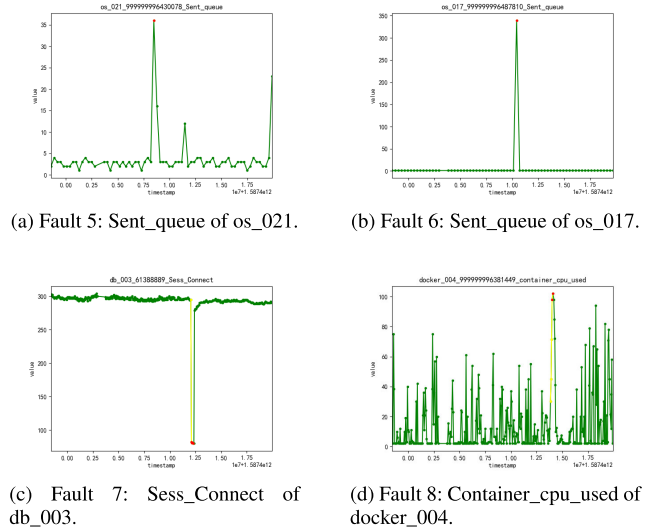 os_021_999999996430078_Sent_queue
35
30
25
20
15
10
5
0
value
0.00 0.25 0.50 0.75 1.00 1.25 1.50 1.75
timestamp
1e7+1.5874e12
(a) Fault 5: Sent_queue of os_021.
os_017_999999996487810_Sent_queue
350
300
250
200
150
100
50
0
value
0.00 0.25 0.50 0.75 1.00 1.25 1.50 1.75
timestamp
1e7+1.5874e12
(b) Fault 6: Sent_queue of os_017.
db_003_61388889_Sess_Connect
300
250
200
150
100
value
0.00 0.25 0.50 0.75 1.00 1.25 1.50 1.75
timestamp
1e7+1.5874e12
(c) Fault 7: Sess_Connect of
db_003.
docker_004_999999996381449_container_cpu_used
100
80
60
40
20
0
value
0.00 0.25 0.50 0.75 1.00 1.25 1.50 1.75
timestamp
1e7+1.5874e12
(d) Fault 8: Container_cpu_used of
docker_004.